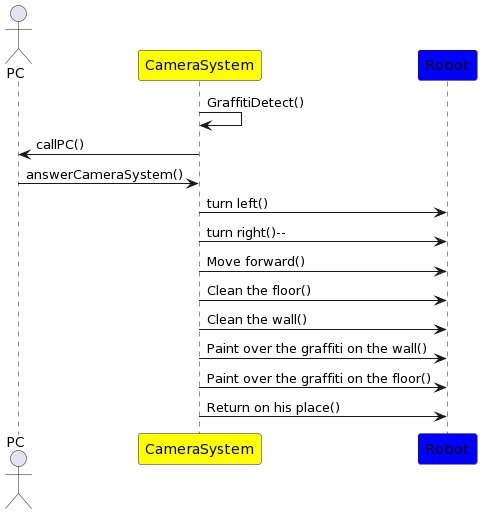 PC
CameraSystem
Robot
GraffitiDetect()
callPC()
answerCameraSystem()
turn left()
turn right()--
Move forward()
Clean the floor()
Clean the wall()
Paint over the graffiti on the wall()
Paint over the graffiti on the floor()
Return on his place()
PC
CameraSystem
Robot